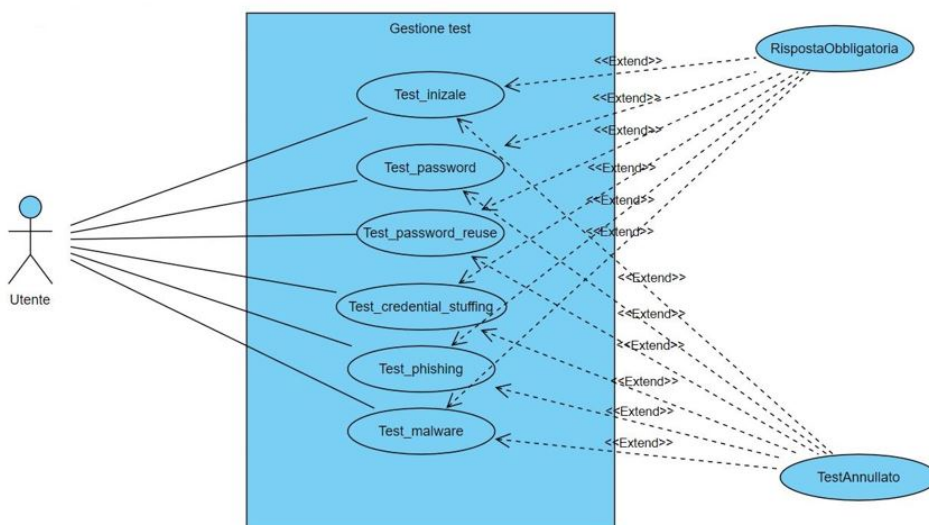 Gestione test
RispostaObbligatoria
<<Extend>>
Test_inizale
<<Extend>>
<<Extend>>
Test_password
<<Extend>>
<<Extend>>
Test_password_reuse
<<Extend>>
<<Extend>>
Utente
Test_credential_stuffing
<<Extend>>
<<Extend>>
Test_phishing
<<Extend>>
<<Extend>>
Test_malware
<<Extend>>
TestAnnullato